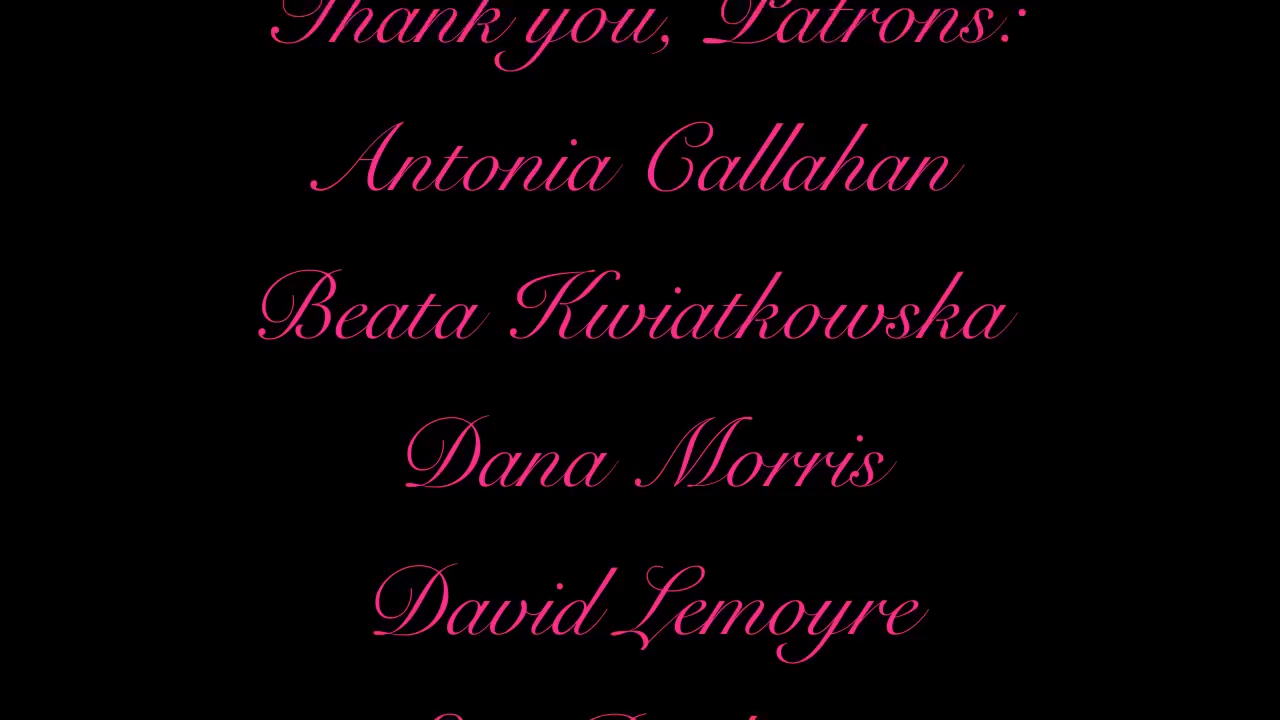 Thank you, Patrons:
Antonia Callahan
Beata Kwiatkowska
Dana Morris
David Lemoyre